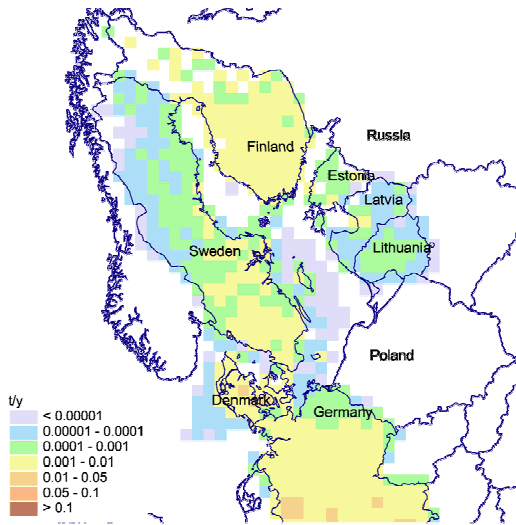 Finland
Russia
Estonia
Latvia
Lithuania
Sweden
Poland
Denmark
Germany
t/y
< 0.00001
0.00001 - 0.0001
0.0001 - 0.001
0.001 - 0.01
0.01 - 0.05
0.05 - 0.1
> 0.1